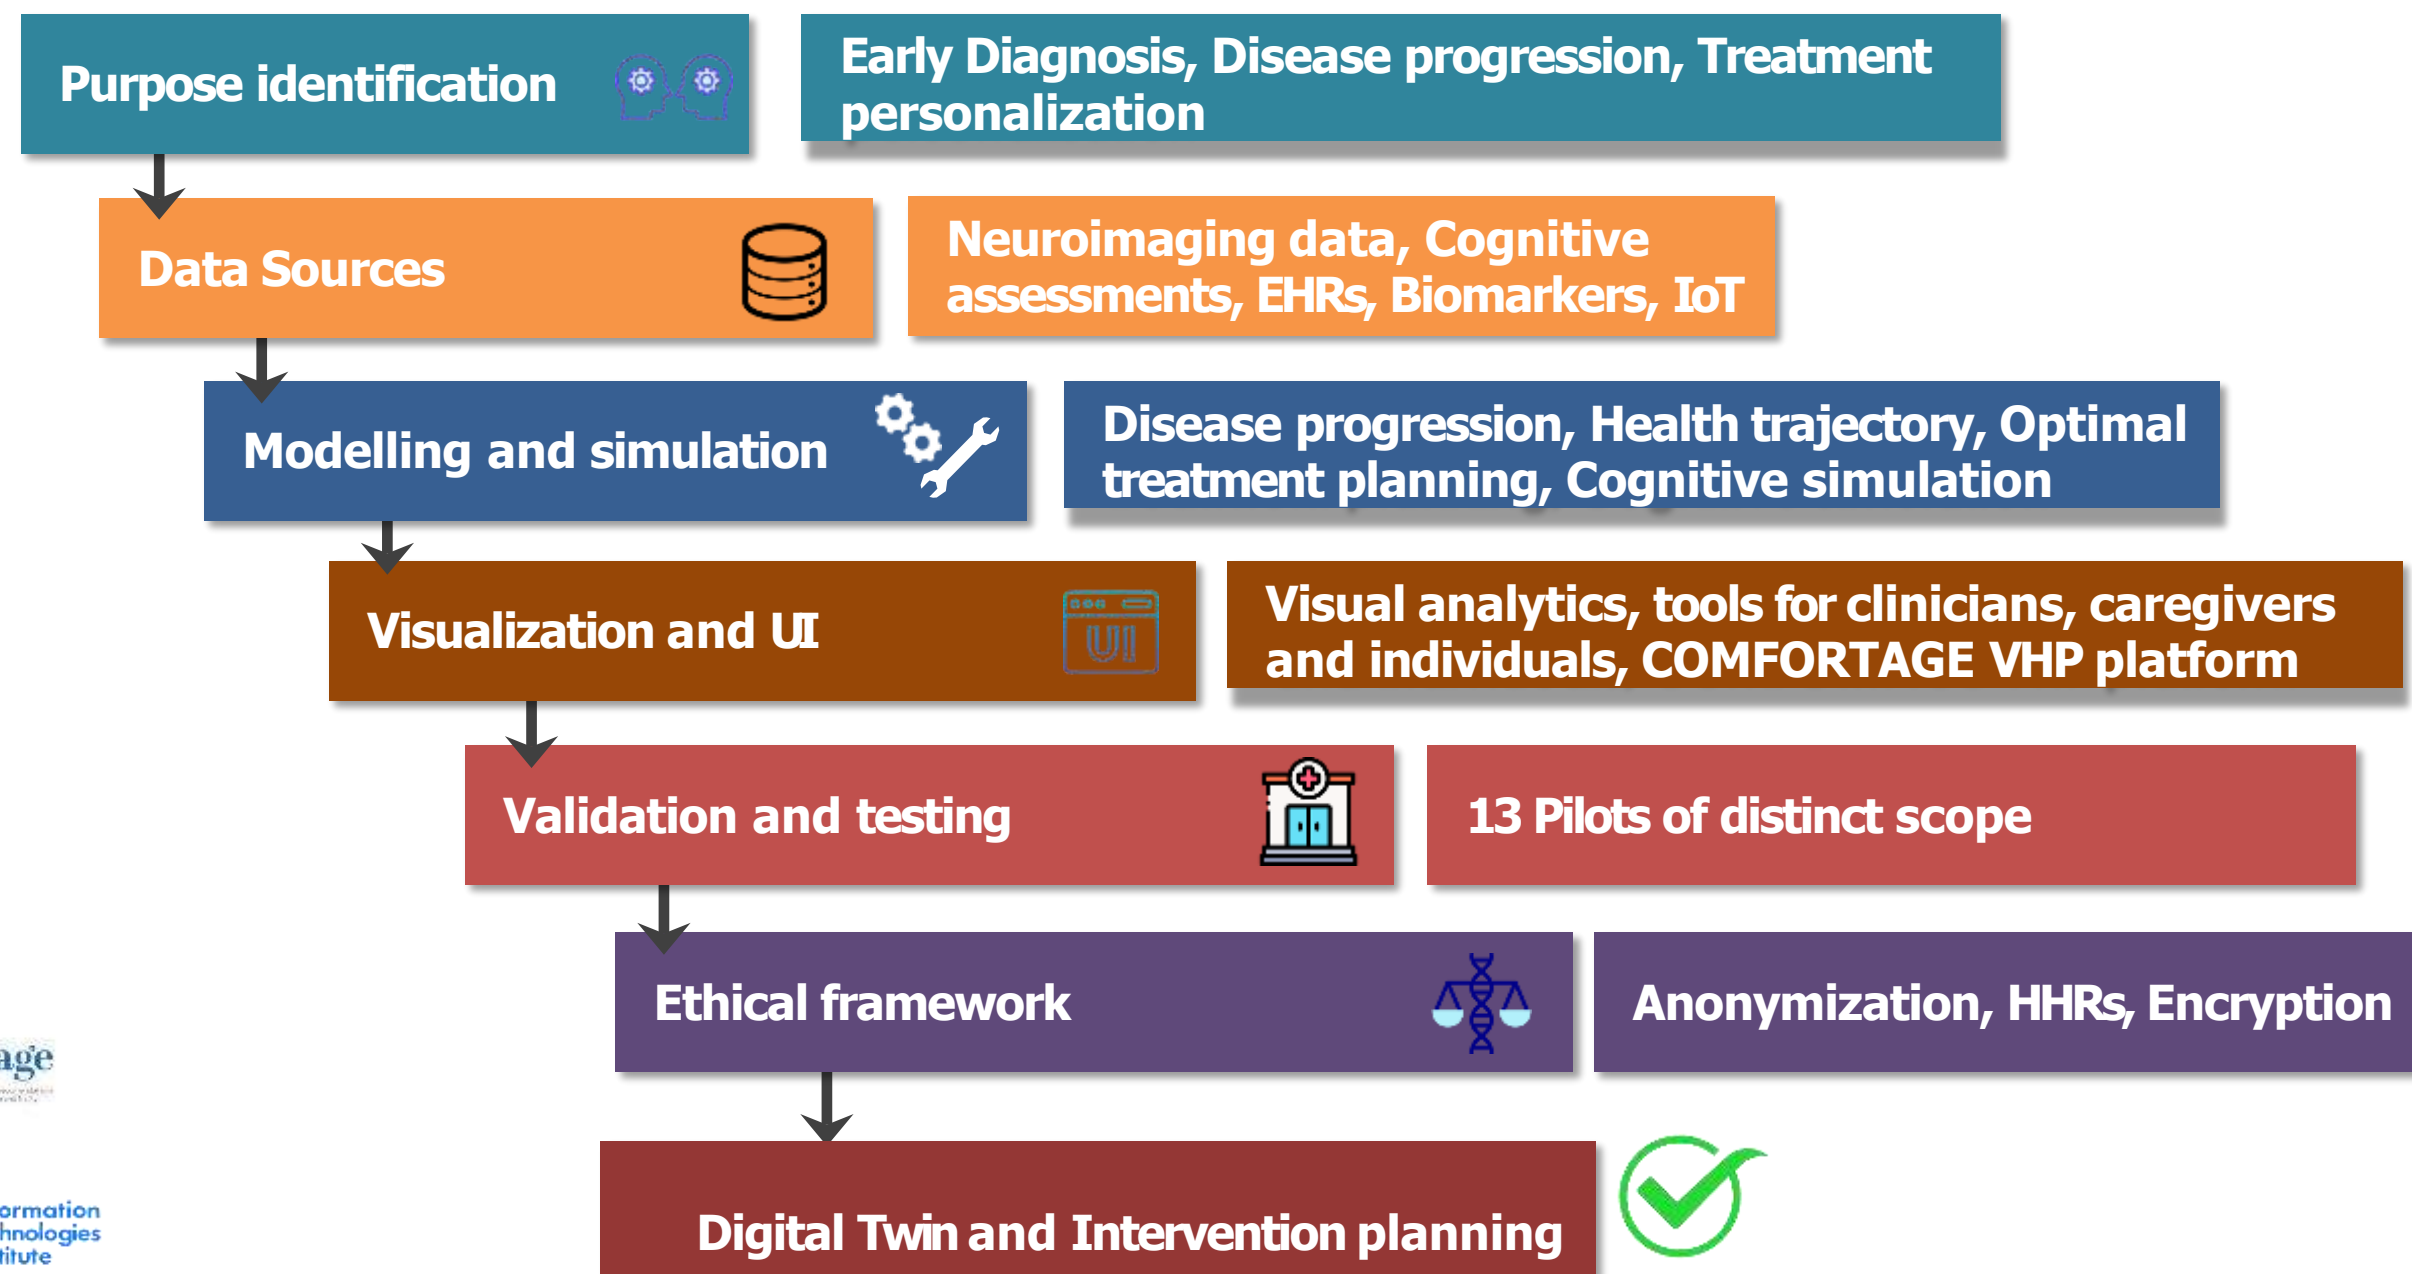 Purpose identification
Early Diagnosis, Disease progression, Treatment
personalization
Data Sources
Neuroimaging data, Cognitive
assessments, EHRs, Biomarkers, IoT
Modelling and simulation
Disease progression, Health trajectory, Optimal
treatment planning, Cognitive simulation
Visualization and UI
UI
Visual analytics, tools for clinicians, caregivers
and individuals, COMFORTAGE VHP platform
Validation and testing
13 Pilots of distinct scope
Ethical framework
Anonymization, HHRs, Encryption
age
ormation
hnologies
titute
Digital Twin and Intervention planning